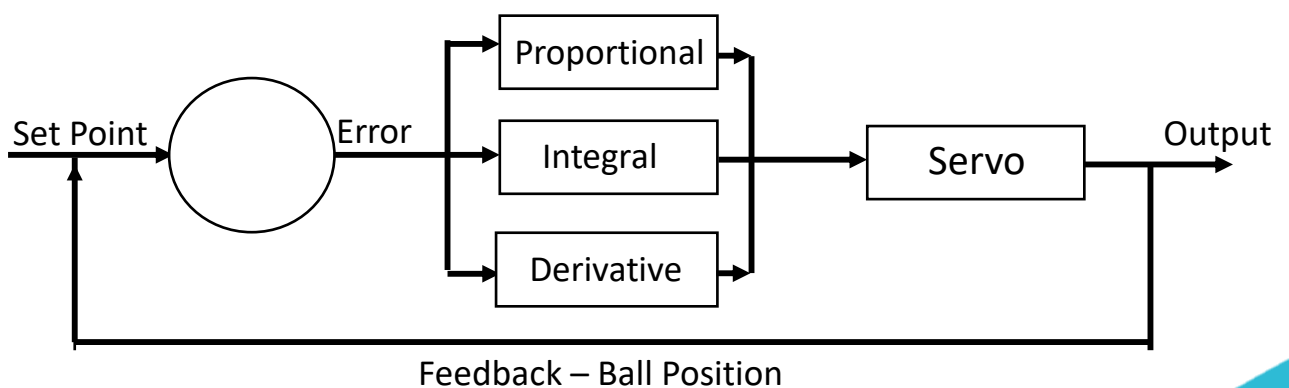 Proportional
Set Point
Error
Integral
Servo
Output
Derivative
Feedback – Ball Position